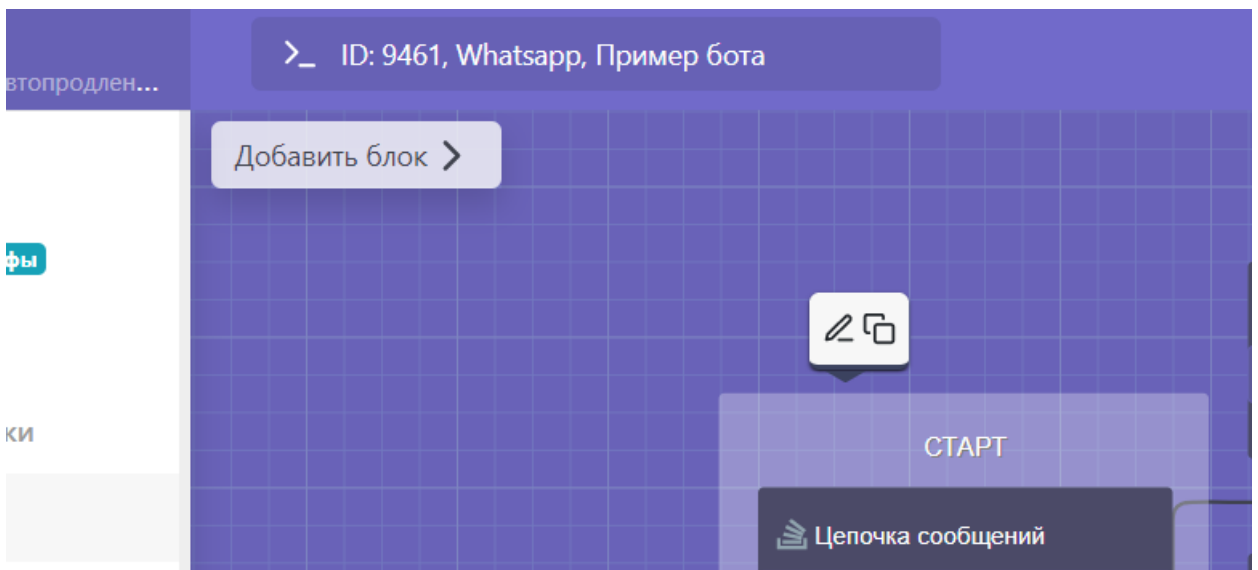 >_ ID: 9461, Whatsapp, Пример бота
втопродлен...
Добавить блок >
фы
ки
СТАРТ
Цепочка сообщений